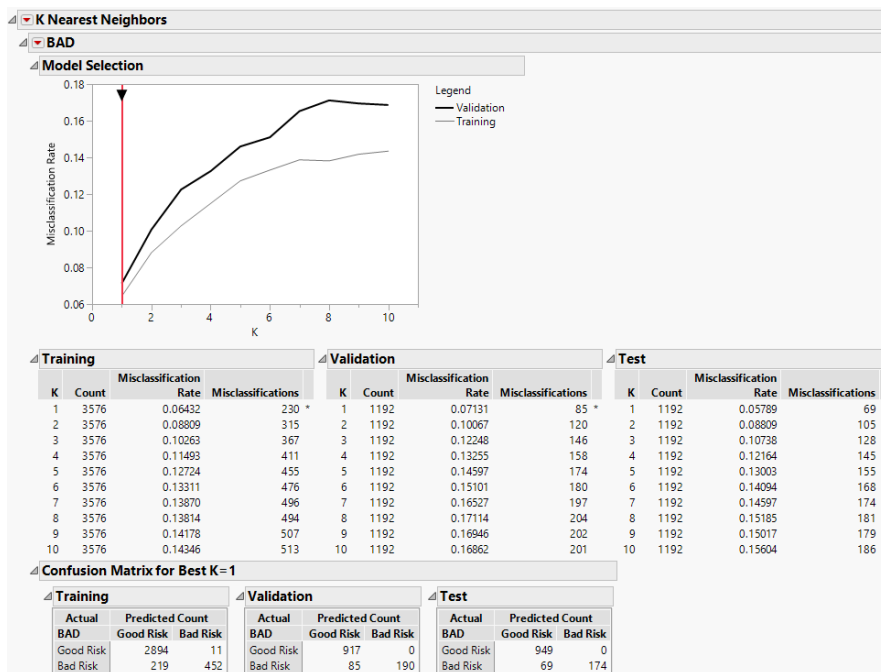 K Nearest Neighbors
BAD
Model Selection
0.18
0.16
0.14
0.12
0.10
0.08
0.06
Misclassification Rate
0 2 4 6 8 10
K
Legend
Validation
Training
Training Validation Test
Misclassification Misclassification Misclassification
K Count Rate Misclassifications K Count Rate Misclassifications K Count Rate Misclassifications
1 3576 0.06432 230 * 1 1192 0.07131 85 * 1 1192 0.05789 69
2 3576 0.08809 315 2 1192 0.10067 120 2 1192 0.08809 105
3 3576 0.10263 367 3 1192 0.12248 146 3 1192 0.10738 128
4 3576 0.11493 411 4 1192 0.13255 158 4 1192 0.12164 145
5 3576 0.12724 455 5 1192 0.14597 174 5 1192 0.13003 155
6 3576 0.13311 476 6 1192 0.15101 180 6 1192 0.14094 168
7 3576 0.13870 496 7 1192 0.16527 197 7 1192 0.14597 174
8 3576 0.13814 494 8 1192 0.17114 204 8 1192 0.15185 181
9 3576 0.14178 507 9 1192 0.16946 202 9 1192 0.15017 179
10 3576 0.14346 513 10 1192 0.16862 201 10 1192 0.15604 186
Confusion Matrix for Best K=1
Training Validation Test
Actual Predicted Count Actual Predicted Count Actual Predicted Count
BAD Good Risk Bad Risk BAD Good Risk Bad Risk BAD Good Risk Bad Risk
Good Risk 2894 11 Good Risk 917 0 Good Risk 949 0
Bad Risk 219 452 Bad Risk 85 190 Bad Risk 69 174